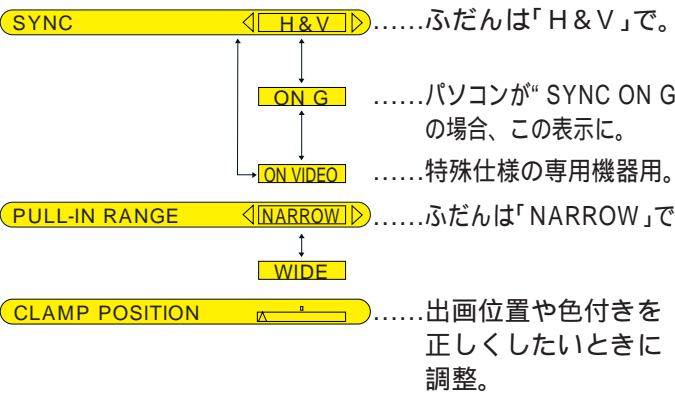 SYNC H & V ……ふだんは「H & V」で。
ON G ……パソコンが“ SYNC ON G
の場合、この表示に。
ON VIDEO ……特殊仕様の専用機器用。
PULL-IN RANGE NARROW ……ふだんは「NARROW」で
WIDE
CLAMP POSITION ……出画位置や色付きを
正しくしたいときに
調整。